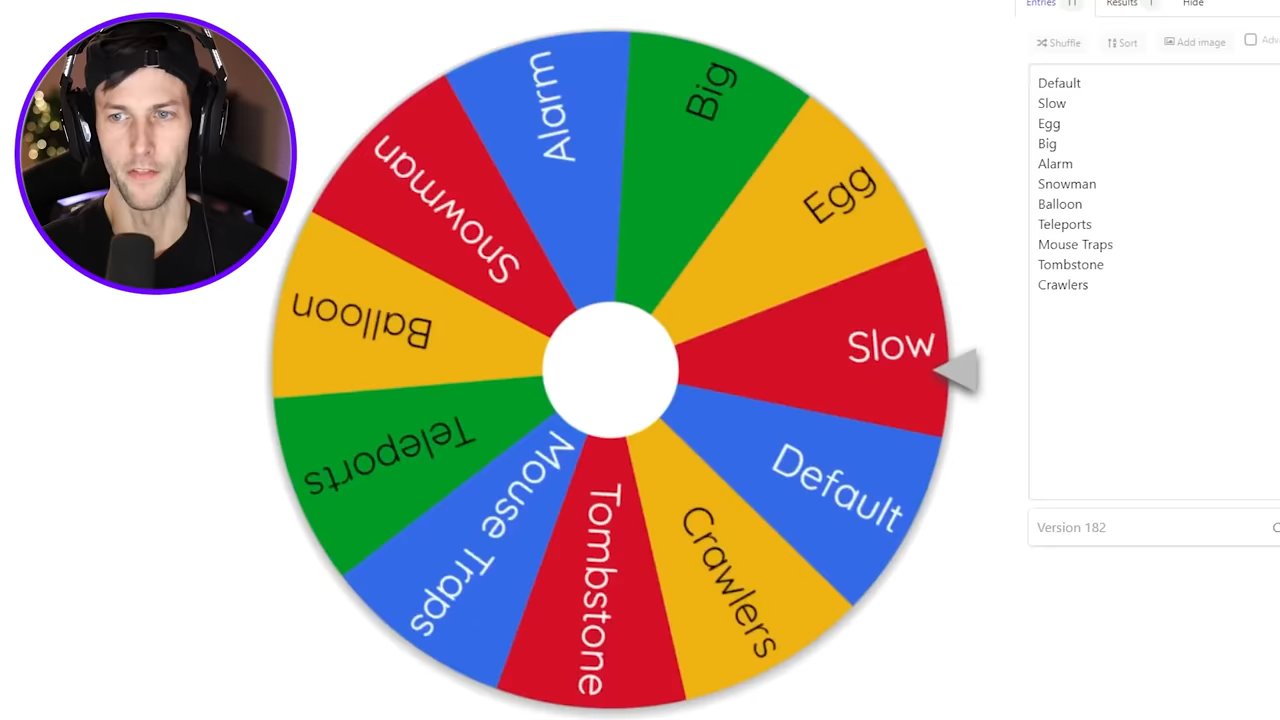 Entries 11 Results 1 Hide
Shuffle Sort Add image
Default
Slow
Egg
Big
Alarm
Snowman
Balloon
Teleports
Mouse Traps
Tombstone
Crawlers
Version 182
Alarm
Big
Egg
Slow
Default
Crawlers
Tombstone
Mouse Traps
Teleports
Balloon
Snowman